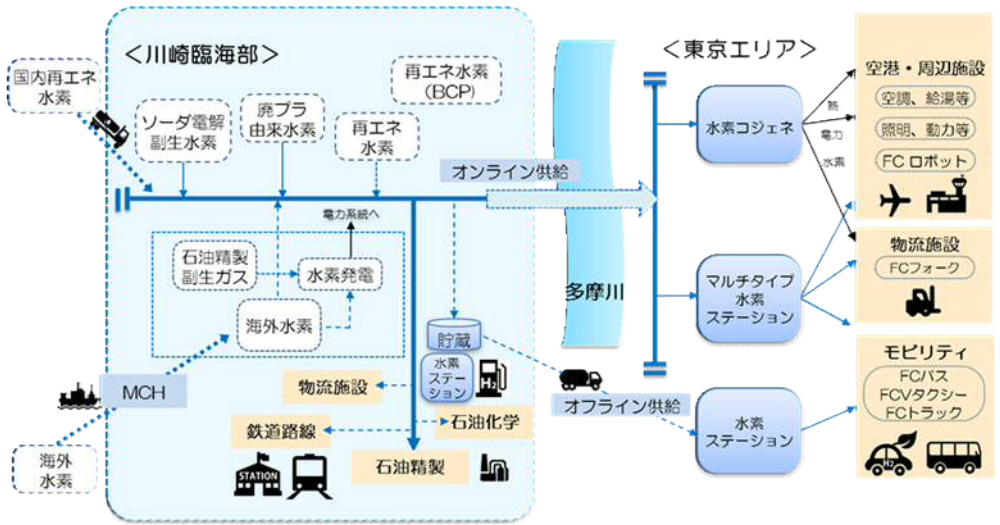 ＜川崎臨海部＞
＜東京エリア＞
国内再エネ
水素
ソーダ電解
副生水素
廃プラ
由来水素
再エネ
水素
再エネ水素
(BCP)
オンライン供給
電力系統へ
石油精製
副生ガス
水素発電
海外水素
MCH
海外
水素
貯蔵
水素
ステー
ション
H2
物流施設
鉄道路線
STATION
石油化学
石油精製
多摩川
オフライン供給
水素コジェネ
熱
電力
水素
マルチタイプ
水素
ステーション
水素
ステーション
空港・周辺施設
空調、給湯等
照明、動力等
FC ロボット
物流施設
FCフォーク
モビリティ
FCバス
FCVタクシー
FCトラック
H2